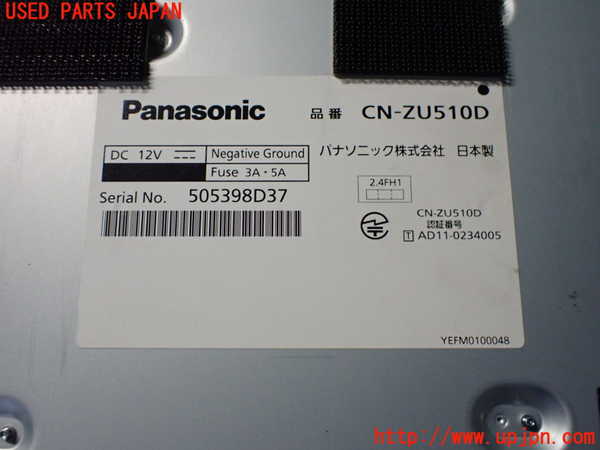 USED PARTS JAPAN
Panasonic 品番 CN-ZU510D
DC 12V Negative Ground パナソニック株式会社 日本製
Fuse 3A・5A
2.4FH1
Serial No. 505398D37
CN-ZU510D
認証番号
T AD11-0234005
YEFM0100048
http://www.upjpn.com